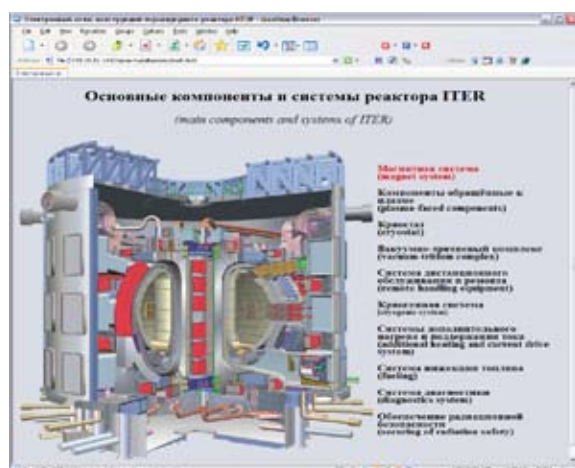 Основные компоненты и системы реактора ITER
(main components and systems of ITER)
Магнитная система
(magnet system)
Компоненты обращённые к
плазме
(plasma-faced components)
Криостат
(cryostat)
Вакуумно-тритиевый комплекс
(vacuum-tritium complex)
Система дистанционного
обслуживания и ремонта
(remote handling equipment)
Криогенная система
(cryogenic system)
Системы дополнительного
нагрева и поддержания тока
(additional heating and current drive
system)
Система инжекции топлива
(fueling)
Система диагностики
(diagnostics system)
Обеспечение радиационной
безопасности
(securing of radiation safety)